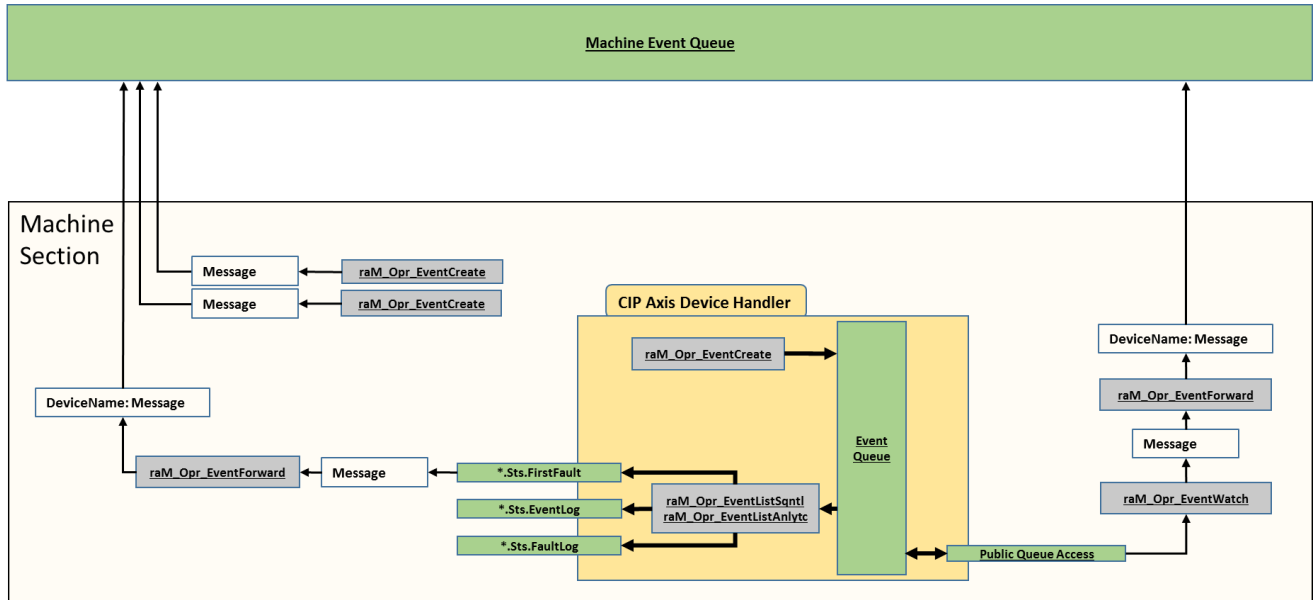 Machine Event Queue
Machine
Section
Message
raM_Opr_EventCreate
Message
raM_Opr_EventCreate
CIP Axis Device Handler
raM_Opr_EventCreate
DeviceName: Message
raM_Opr_EventForward
DeviceName: Message
Event
Queue
Message
raM_Opr_EventForward
Message
*.Sts.FirstFault
raM_Opr_EventListSqntl
raM_Opr_EventListAnlytc
raM_Opr_EventWatch
*.Sts.EventLog
*.Sts.FaultLog
Public Queue Access